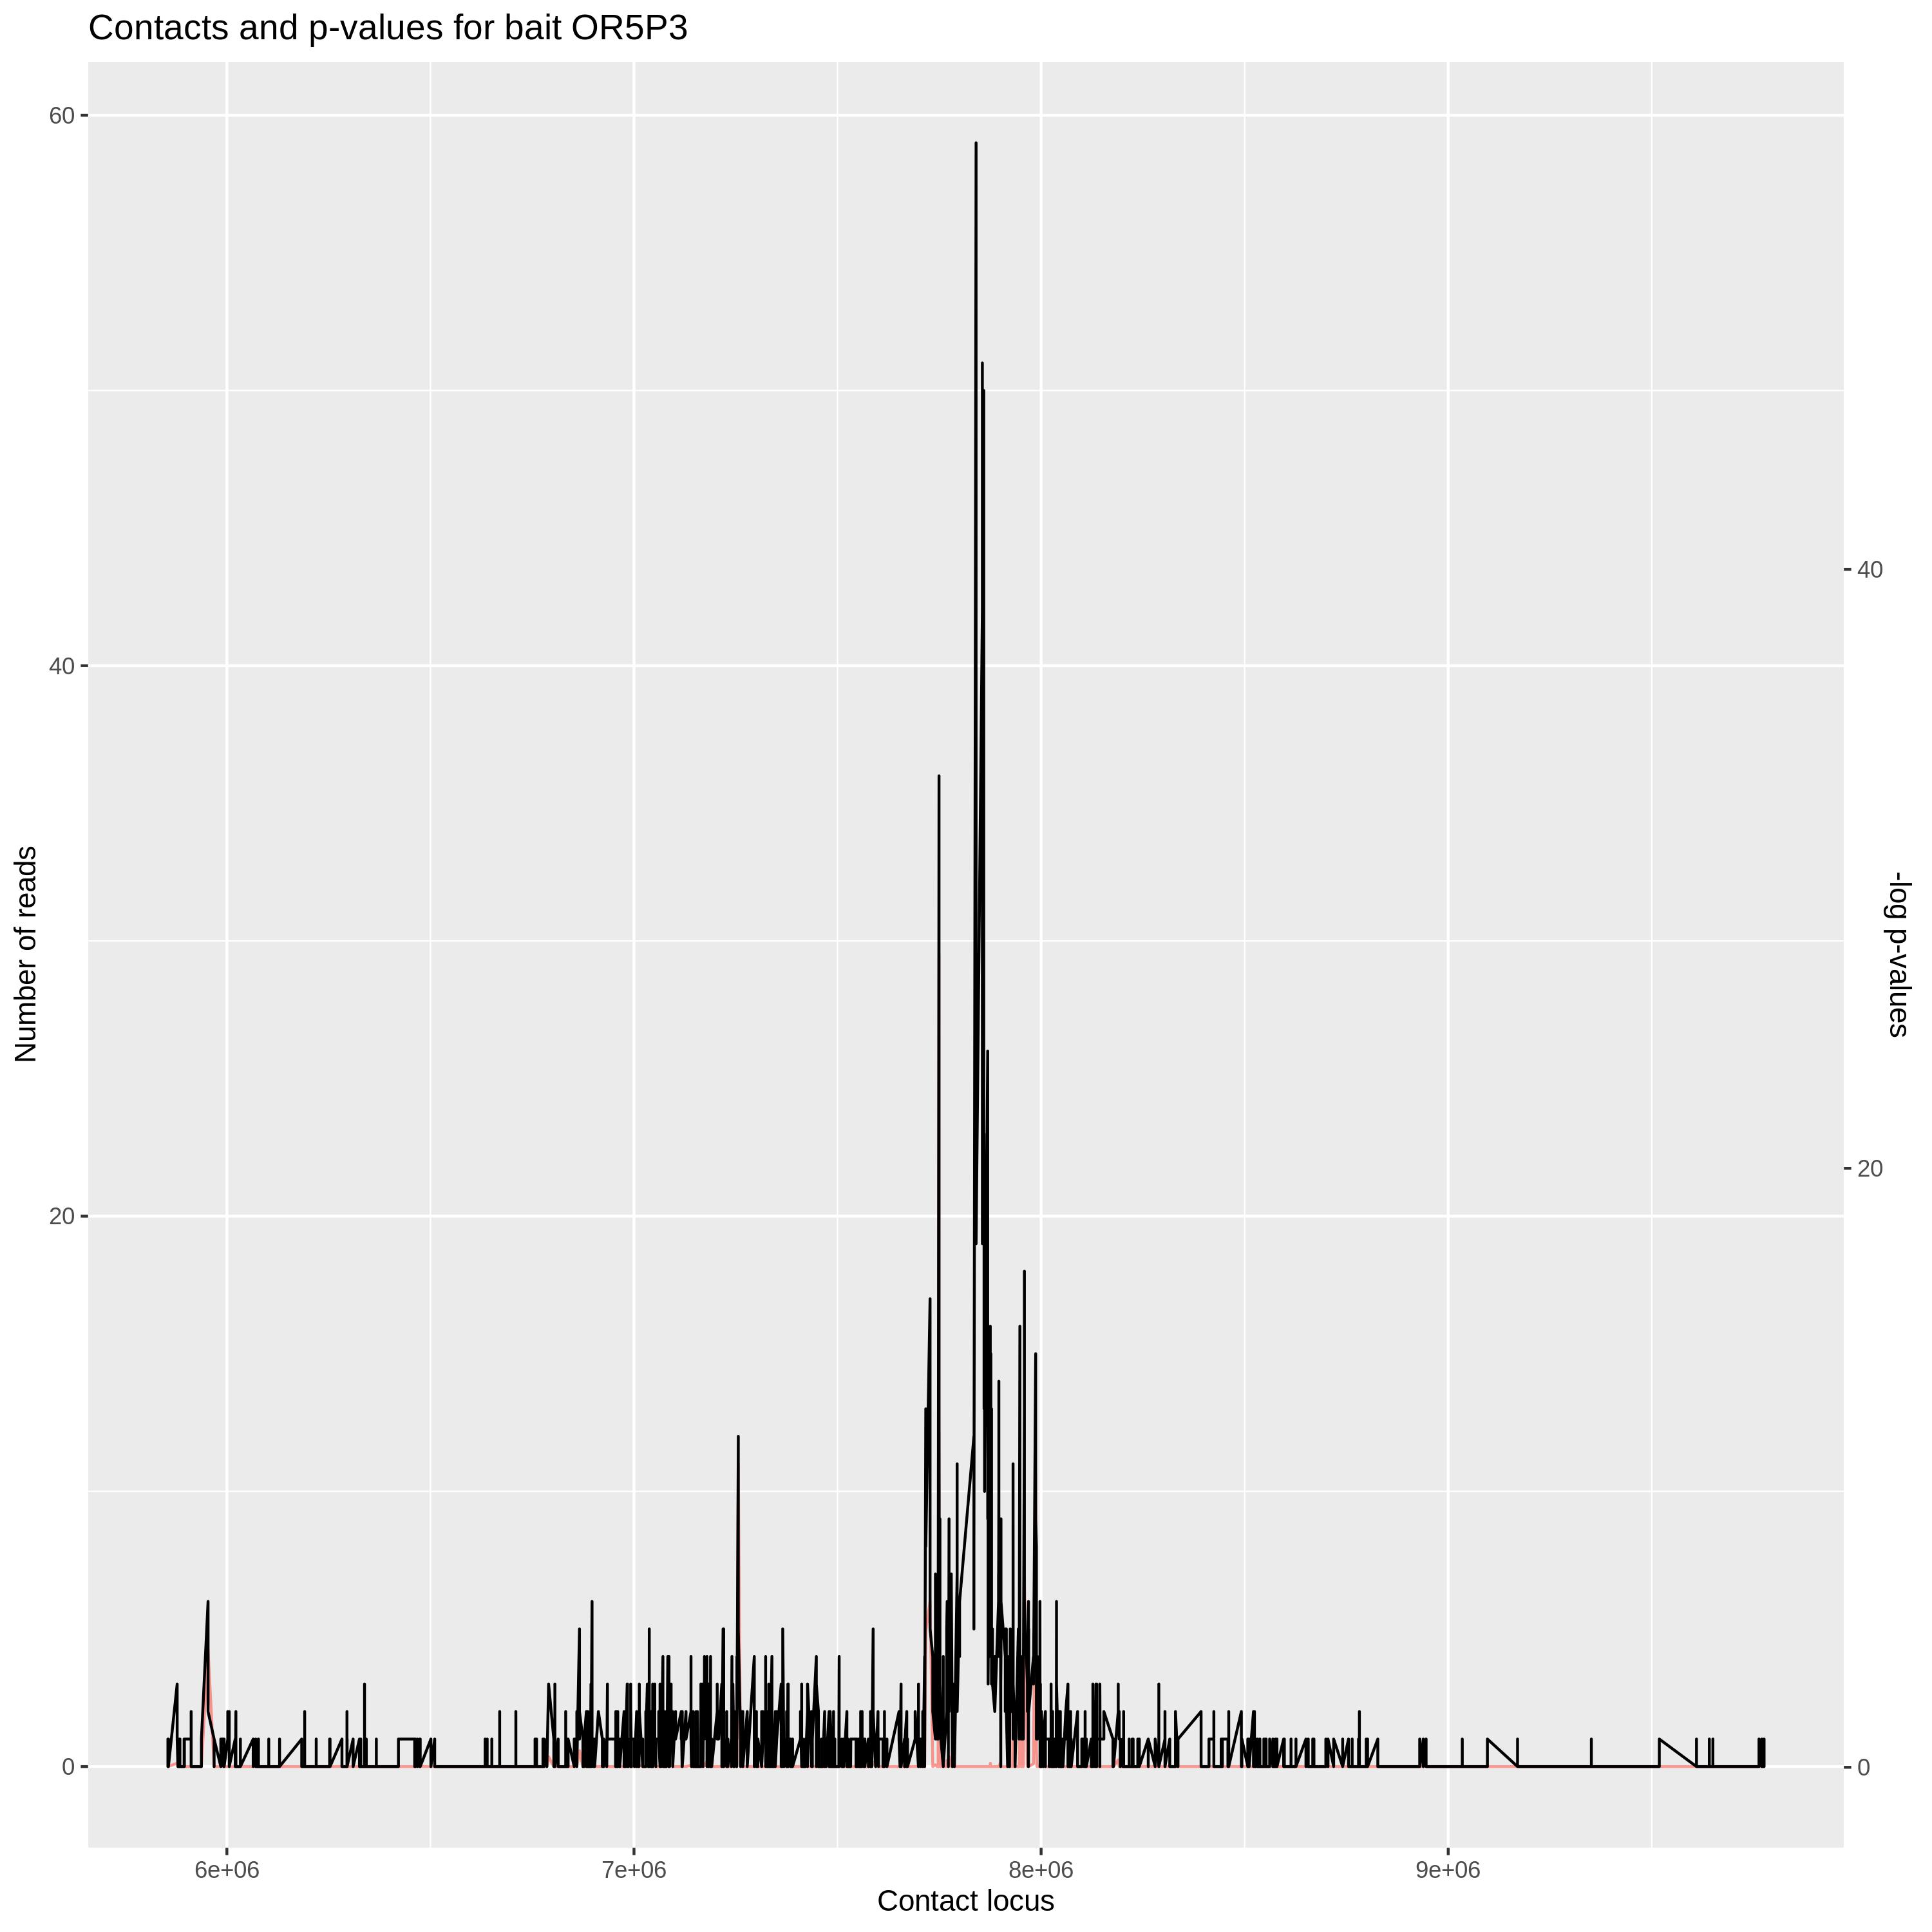 Contacts and p-values for bait OR5P3
60
40
20
0
Number of reads
40
20
0
-log p-values
6e+06
7e+06
8e+06
9e+06
Contact locus